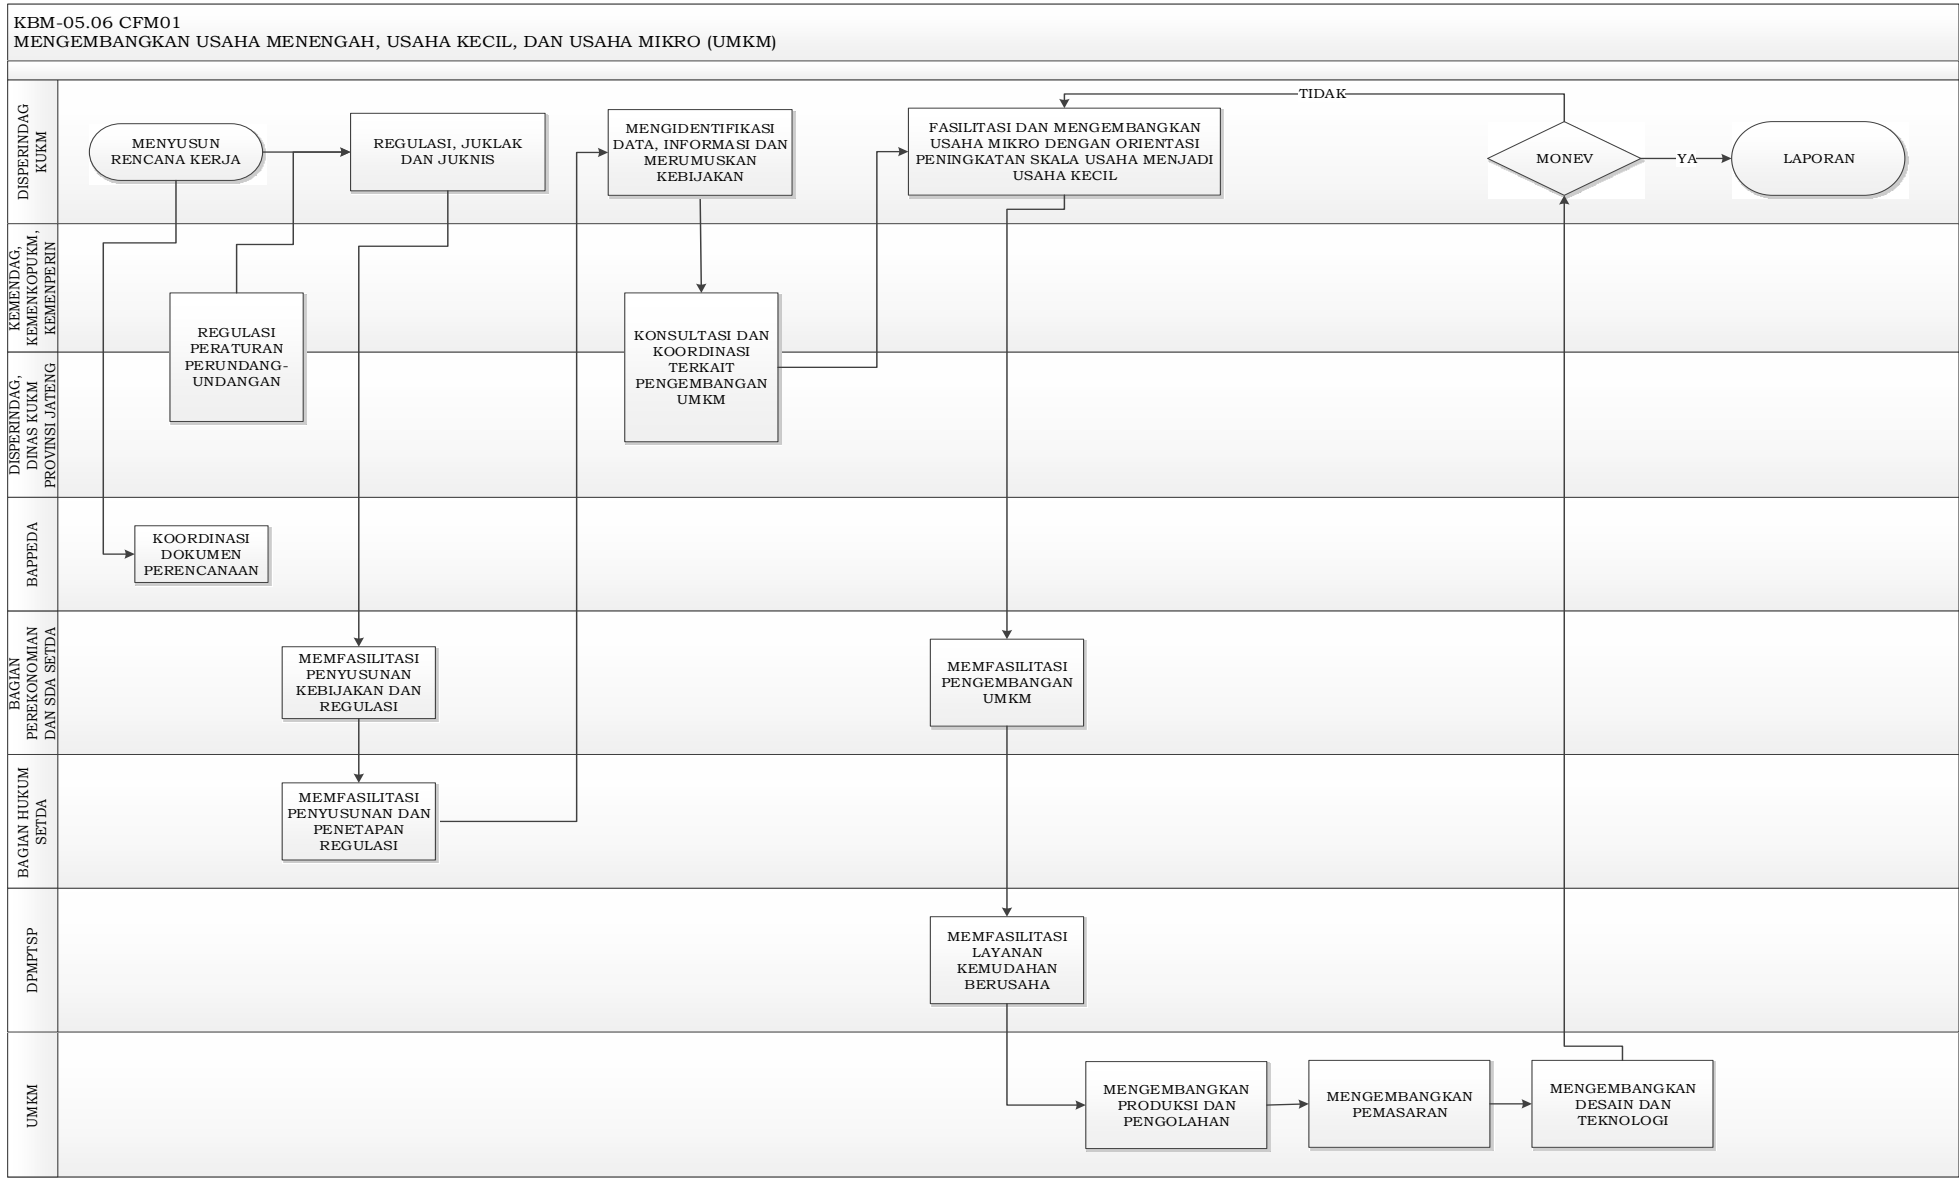 KBM-05.06 CFM01
MENGEMBANGKAN USAHA MENENGAH, USAHA KECIL, DAN USAHA MIKRO (UMKM)
DISPERINDAG
KUKM
MENYUSUN
RENCANA KERJA
REGULASI, JUKLAK
DAN JUKNIS
MENGIDENTIFIKASI
DATA, INFORMASI DAN
MERUMUSKAN
KEBIJAKAN
FASILITASI DAN MENGEMBANGKAN
USAHA MIKRO DENGAN ORIENTASI
PENINGKATAN SKALA USAHA MENJADI
USAHA KECIL
TIDAK
MONEV
YA
LAPORAN
KEMENDAG,
KEMENKOPUKM,
KEMENPERIN
REGULASI
PERATURAN
PERUNDANG-
UNDANGAN
KONSULTASI DAN
KOORDINASI
TERKAIT
PENGEMBANGAN
UMKM
DISPERINDAG,
DINAS KUKM
PROVINSI JATENG
BAPPEDA
KOORDINASI
DOKUMEN
PERENCANAAN
BAGIAN
PEREKONOMIAN
DAN SDA SETDA
MEMFASILITASI
PENYUSUNAN
KEBIJAKAN DAN
REGULASI
MEMFASILITASI
PENGEMBANGAN
UMKM
BAGIAN HUKUM
SETDA
MEMFASILITASI
PENYUSUNAN DAN
PENETAPAN
REGULASI
DPMPTSP
MEMFASILITASI
LAYANAN
KEMUDAHAN
BERUSAHA
UMKM
MENGEMBANGKAN
PRODUKSI DAN
PENGOLAHAN
MENGEMBANGKAN
PEMASARAN
MENGEMBANGKAN
DESAIN DAN
TEKNOLOGI